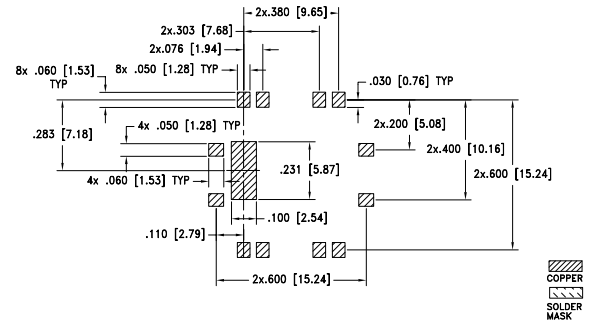 2x.380 [9.65]
2x.303 [7.68]
2x.076 [1.94]
8x .060 [1.53]
TYP
8x .050 [1.28] TYP
.030 [0.76] TYP
.283 [7.18]
4x .050 [1.28] TYP
2x.200 [5.08]
2x.400 [10.16]
2x.600 [15.24]
.231 [5.87]
4x .060 [1.53] TYP
.100 [2.54]
.110 [2.79]
2x.600 [15.24]
COPPER
SOLDER
MASK